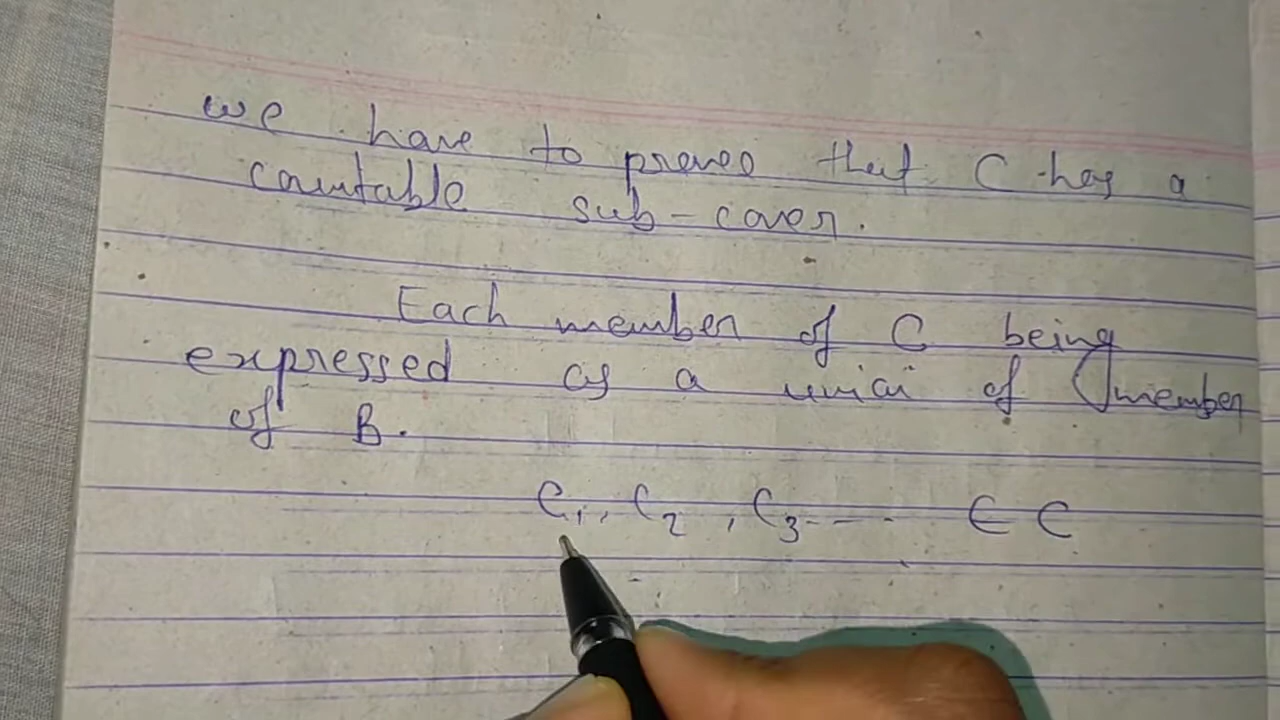 we have to prove that C has a
countable sub-cover.
Each member of C being
expressed as a union of member
of B.
C₁, C₂, C₃---- ∈ C